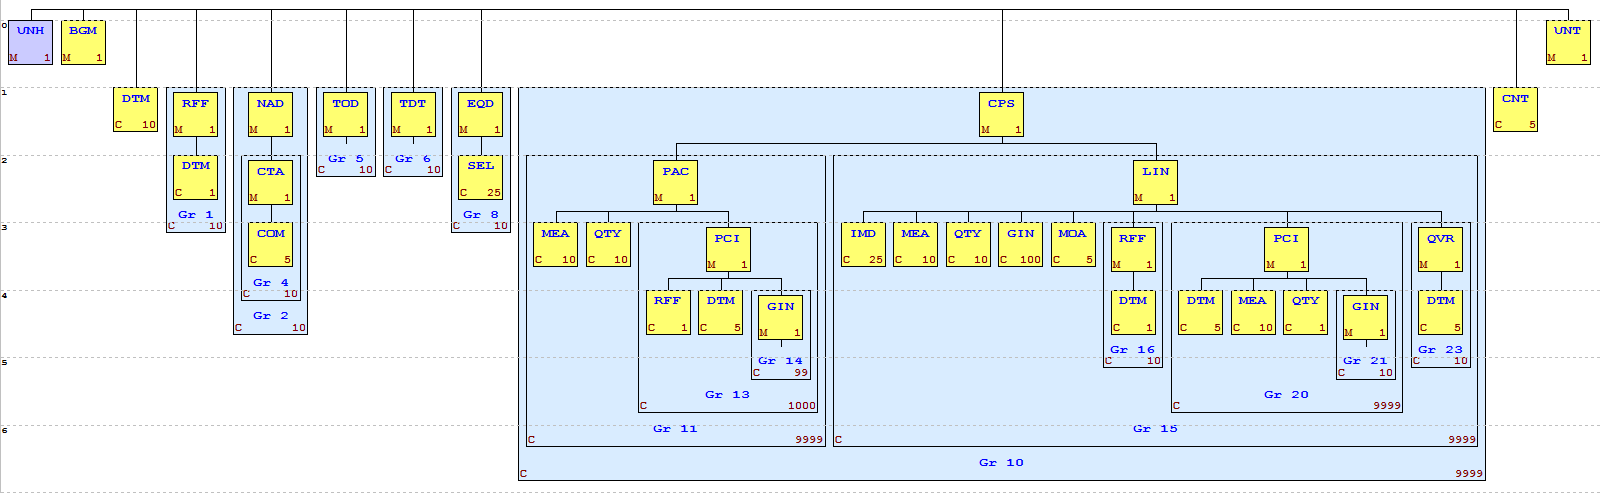 0
UNH
M 1
BGM
M 1
UNT
M 1
1
DTM
C 10
RFF
M 1
NAD
M 1
TOD
M 1
TDT
M 1
EQD
M 1
CPS
M 1
CNT
C 5
2
DTM
C 1
Gr 1
C 10
CTA
M 1
Gr 5
C 10
Gr 6
C 10
SEL
C 25
Gr 8
C 10
PAC
M 1
LIN
M 1
3
COM
C 5
Gr 4
C 10
Gr 2
C 10
MEA
C 10
QTY
C 10
PCI
M 1
IMD
C 25
MEA
C 10
QTY
C 10
GIN
C 100
MOA
C 5
RFF
M 1
PCI
M 1
QVR
M 1
4
RFF
C 1
DTM
C 5
GIN
M 1
DTM
C 1
DTM
C 5
MEA
C 10
QTY
C 1
GIN
M 1
DTM
C 5
5
Gr 14
C 99
Gr 16
C 10
Gr 21
C 10
Gr 23
C 10
Gr 13
C 1000
Gr 20
C 9999
6
Gr 11
C 9999
Gr 15
C 9999
Gr 10
C 9999